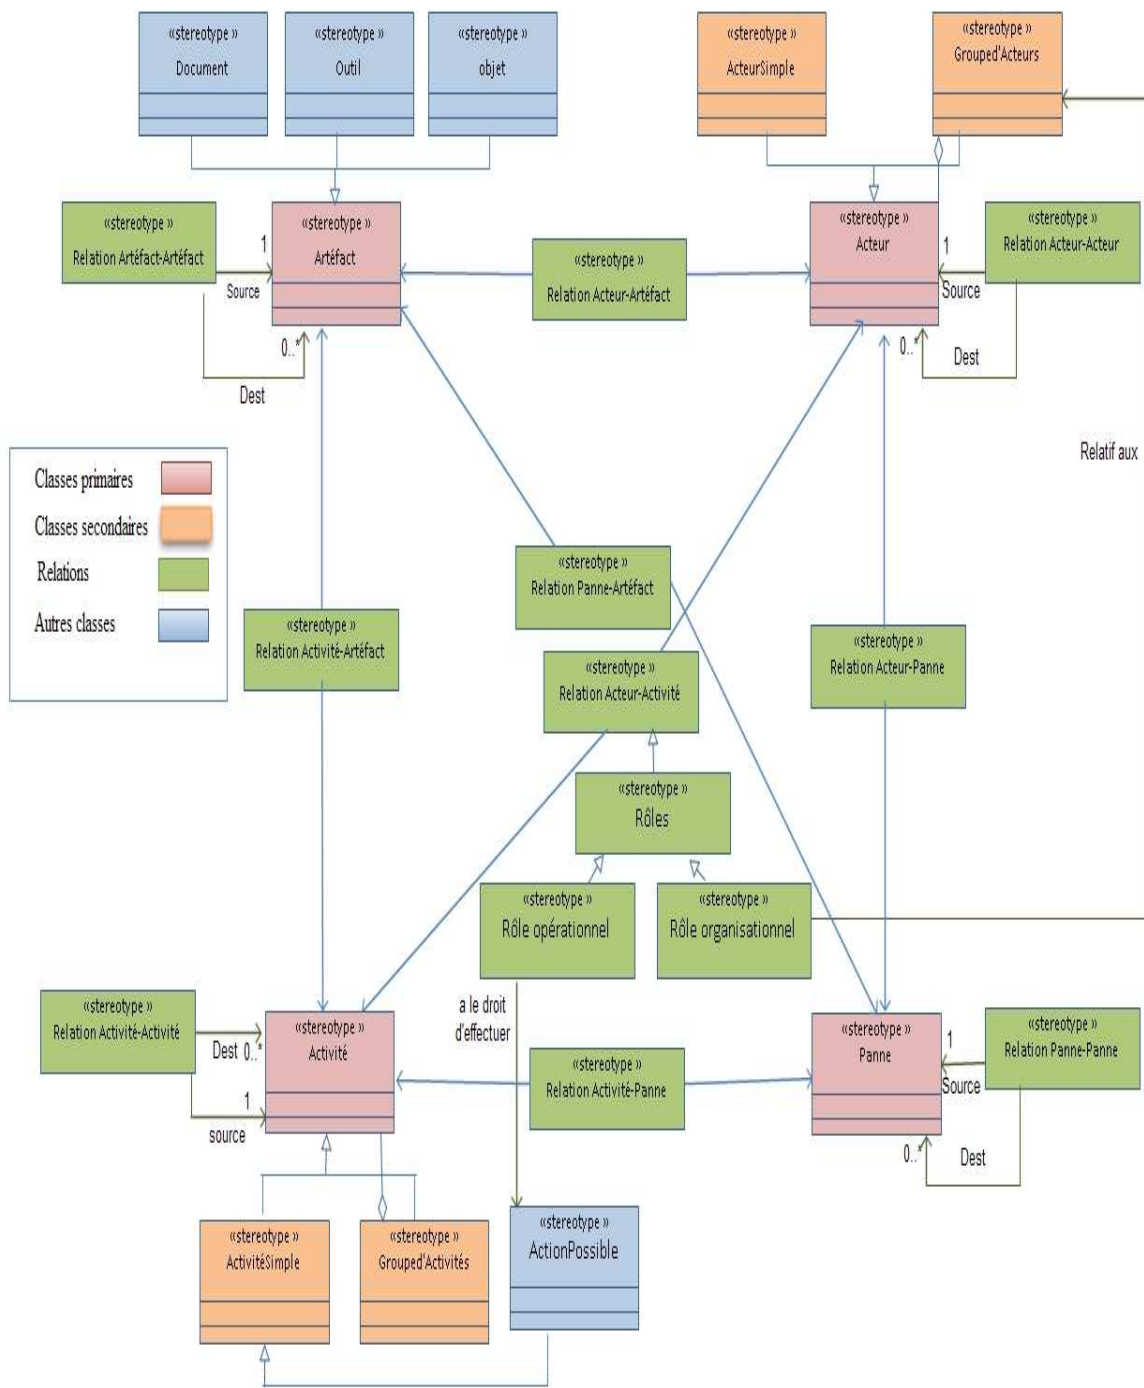 «stereotype »
Document
«stereotype »
Outil
«stereotype »
objet
«stereotype »
ActeurSimple
«stereotype »
Grouped'Acteurs
«stereotype »
Relation Artéfact-Artéfact
1
Source
«stereotype »
Artéfact
0..*
Dest
«stereotype »
Relation Acteur-Artéfact
«stereotype »
Acteur
1
Source
«stereotype »
Relation Acteur-Acteur
0..*
Dest
Relatif aux
Classes primaires
Classes secondaires
Relations
Autres classes
«stereotype »
Relation Panne-Artéfact
«stereotype »
Relation Activité-Artéfact
«stereotype »
Relation Acteur-Activité
«stereotype »
Relation Acteur-Panne
«stereotype »
Rôles
«stereotype »
Rôle opérationnel
«stereotype »
Rôle organisationnel
a le droit
d'effectuer
«stereotype »
Relation Activité-Activité
Dest
0..*
1
source
«stereotype »
Activité
«stereotype »
Relation Activité-Panne
«stereotype »
Panne
1
Source
«stereotype »
Relation Panne-Panne
0..*
Dest
«stereotype »
ActivitéSimple
«stereotype »
Grouped'Activités
«stereotype »
ActionPossible